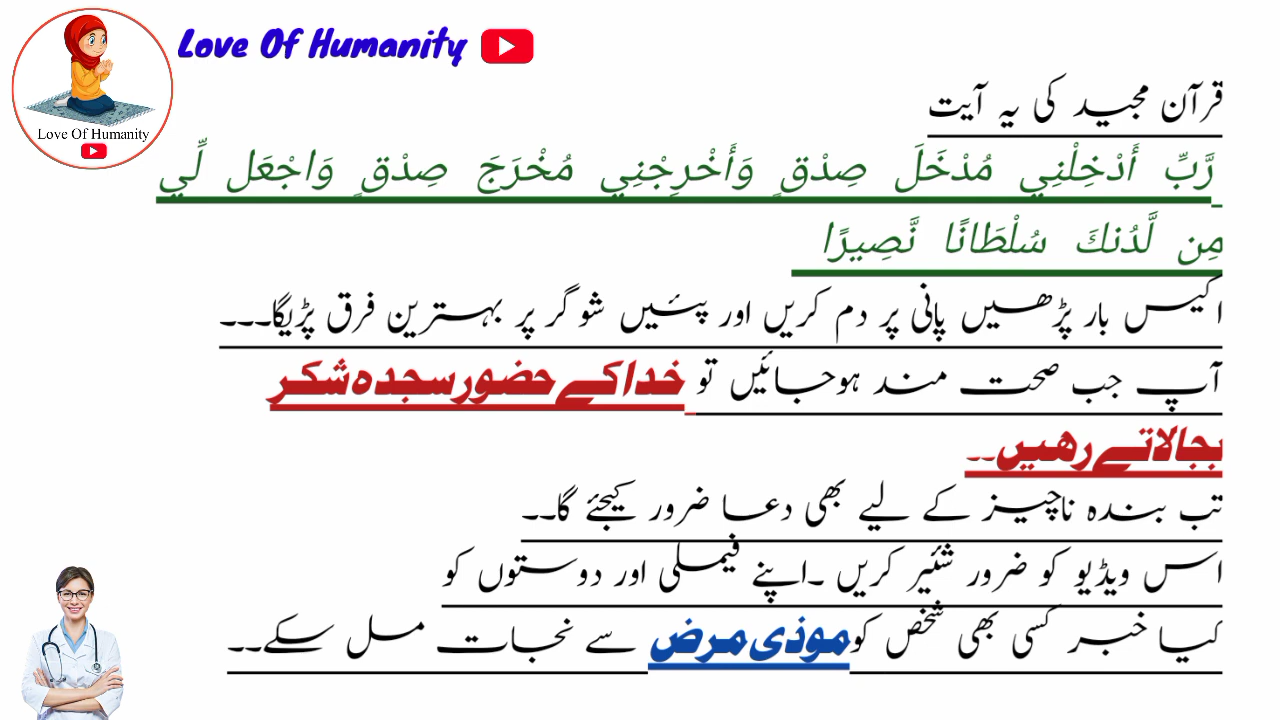 Love Of Humanity
Love Of Humanity
قرآن مجید کی یہ آیت
رَّبِّ أَدْخِلْنِي مُدْخَلَ صِدْقٍ وَأَخْرِجْنِي مُخْرَجَ صِدْقٍ وَاجْعَل لِّي
مِن لَّدُنكَ سُلْطَانًا نَّصِيرًا
اکیس بار پڑھیں پانی پر دم کریں اور پئیں شوگر پر بہترین فرق پڑیگا۔۔۔
آپ جب صحت مند ہوجائیں تو خدا کے حضور سجدہ شکر
بجالاتے رھیں۔۔
تب بندہ ناچیز کے لیے بھی دعا ضرور کیجئے گا۔۔
اس ویڈیو کو ضرور شئیر کریں ۔اپنے فیملی اور دوستوں کو
کیا خبر کسی بھی شخص کو موذی مرض سے نجات مل سکے۔۔